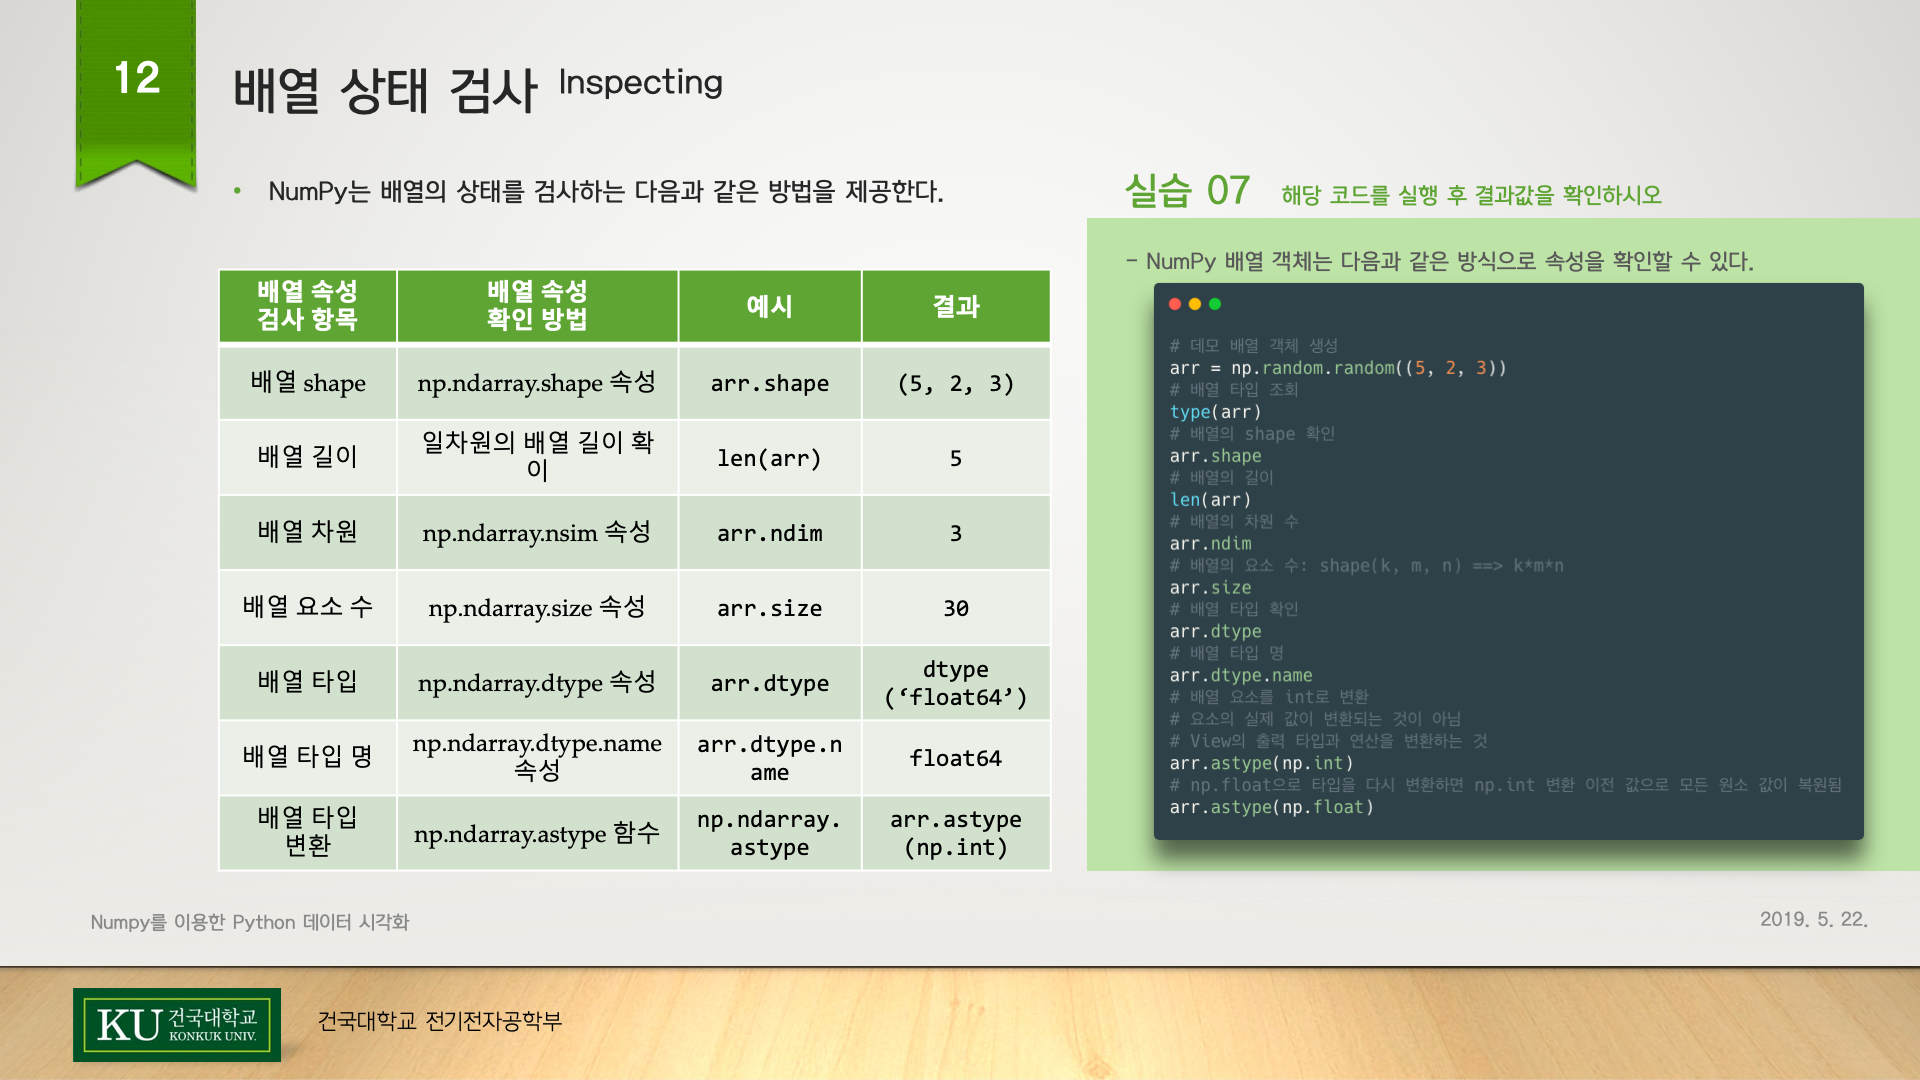 12
배열 상태 검사 Inspecting
• NumPy는 배열의 상태를 검사하는 다음과 같은 방법을 제공한다.
배열 속성
검사 항목
배열 속성
확인 방법
예시
결과
배열 shape
np.ndarray.shape 속성
arr.shape
(5, 2, 3)
배열 길이
일차원의 배열 길이 확
이
len(arr)
5
배열 차원
np.ndarray.nsim 속성
arr.ndim
3
배열 요소 수
np.ndarray.size 속성
arr.size
30
배열 타입
np.ndarray.dtype 속성
arr.dtype
dtype
(‘float64’)
배열 타입 명
np.ndarray.dtype.name
속성
arr.dtype.n
ame
float64
배열 타입
변환
np.ndarray.astype 함수
np.ndarray.
astype
arr.astype
(np.int)
실습 07 해당 코드를 실행 후 결과값을 확인하시오
- NumPy 배열 객체는 다음과 같은 방식으로 속성을 확인할 수 있다.
# 데모 배열 객체 생성
arr = np.random.random((5, 2, 3))
# 배열 타입 조회
type(arr)
# 배열의 shape 확인
arr.shape
# 배열의 길이
len(arr)
# 배열의 차원 수
arr.ndim
# 배열의 요소 수: shape(k, m, n) ==> k*m*n
arr.size
# 배열 타입 확인
arr.dtype
# 배열 타입 명
arr.dtype.name
# 배열 요소를 int로 변환
# 요소의 실제 값이 변환되는 것이 아님
# View의 출력 타입과 연산을 변환하는 것
arr.astype(np.int)
# np.float으로 타입을 다시 변환하면 np.int 변환 이전 값으로 모든 원소 값이 복원됨
arr.astype(np.float)
Numpy를 이용한 Python 데이터 시각화
2019. 5. 22.
KU 건국대학교
KONKUK UNIV.
건국대학교 전기전자공학부